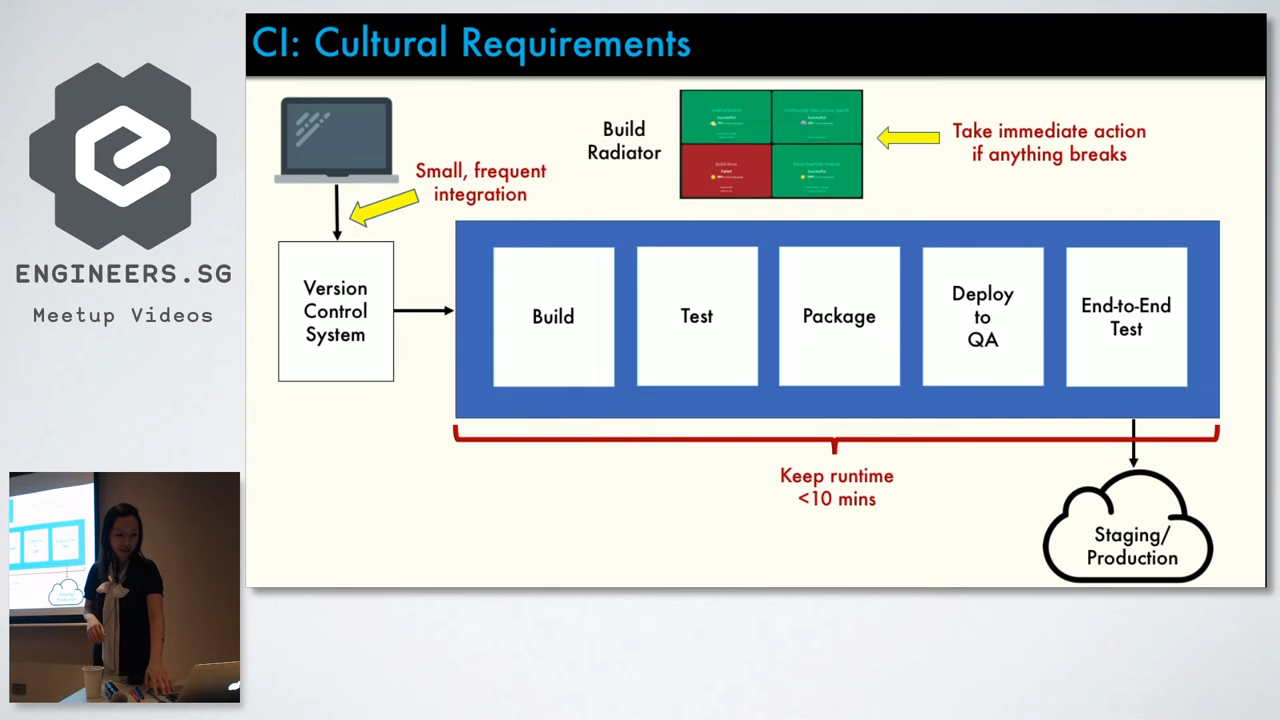 CI: Cultural Requirements
ENGINEERS.SG
Meetup Videos
Build
Radiator
Take immediate action
if anything breaks
Small, frequent
integration
Version
Control
System
Build
Test
Package
Deploy
to
QA
End-to-End
Test
Keep runtime
<10 mins
Staging/
Production